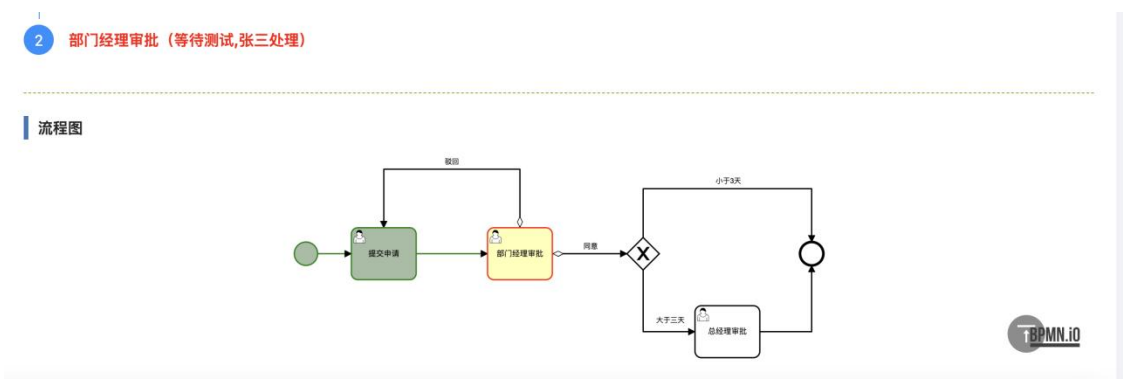 2 部门经理审批（等待测试,张三处理）
流程图
驳回
小于3天
提交申请
部门经理审批
同意
X
大于三天
总经理审批
BPMN.iO